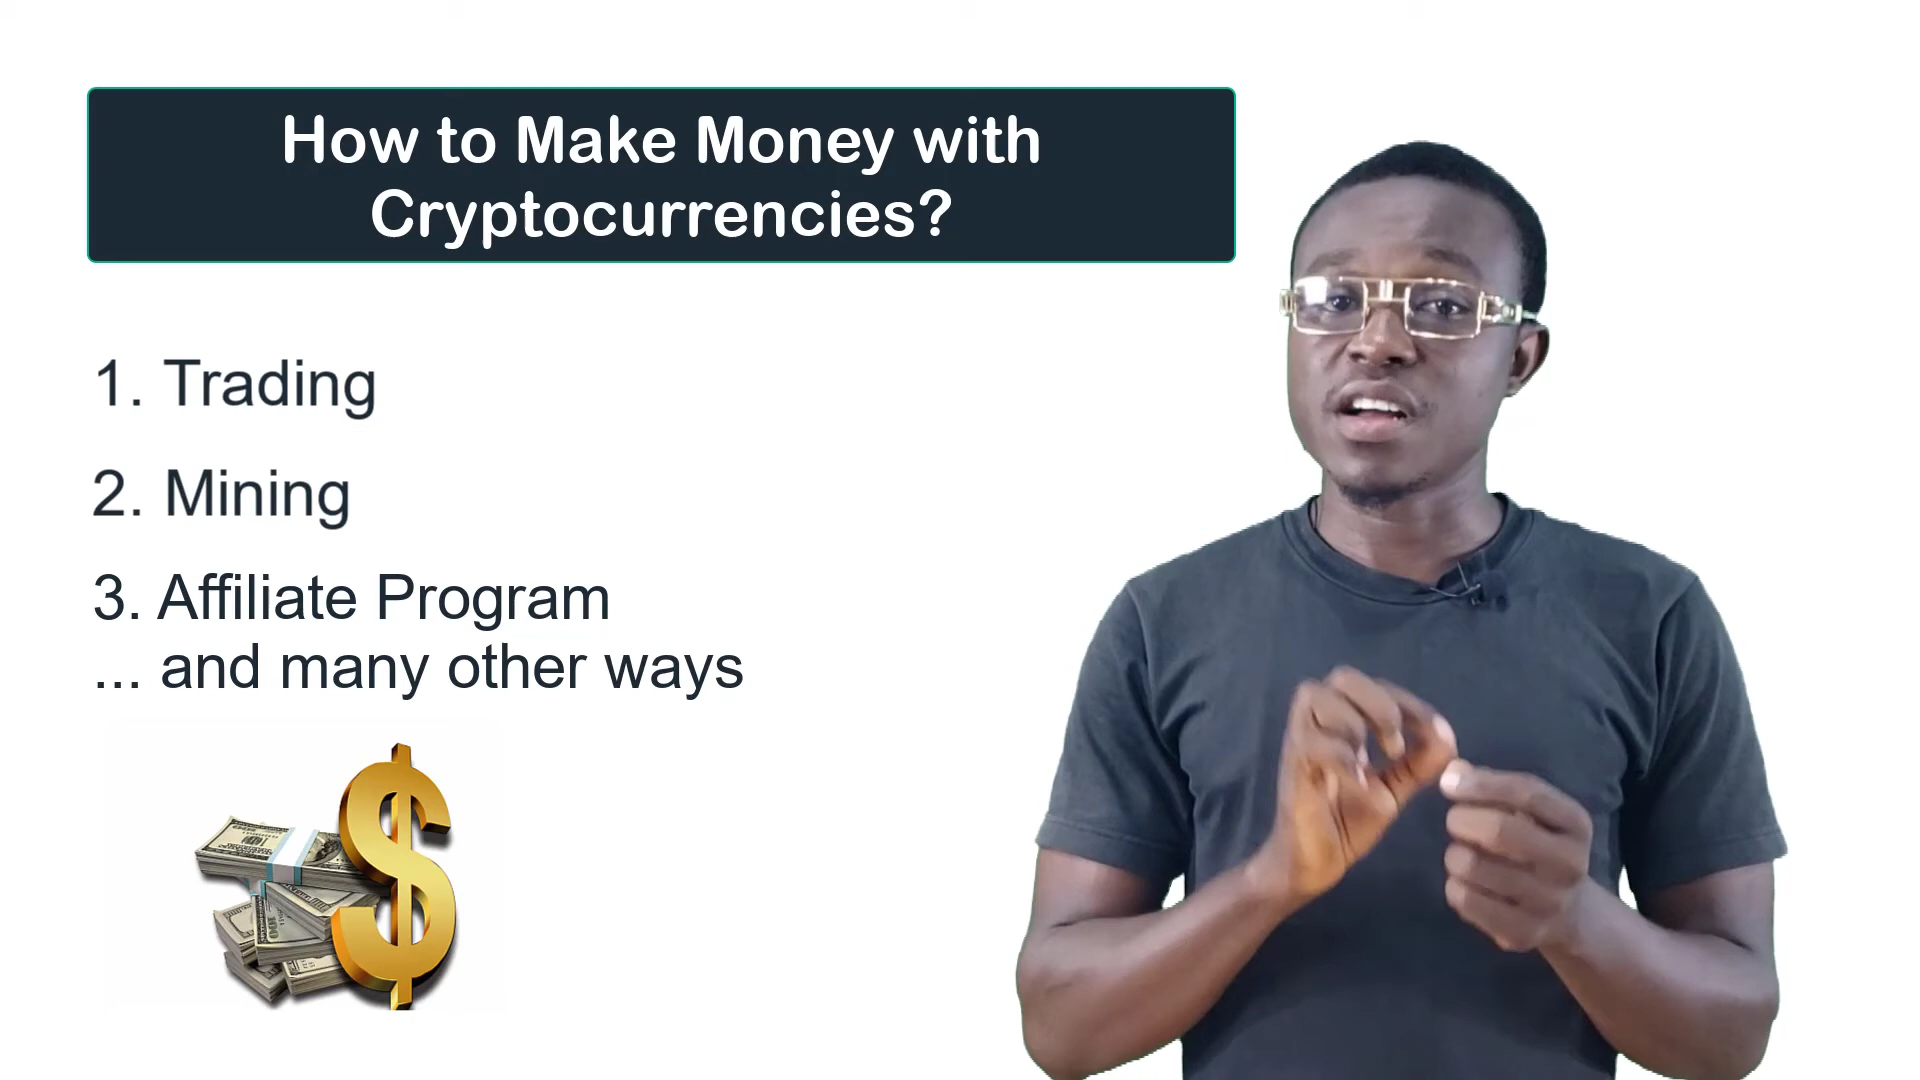 How to Make Money with
Cryptocurrencies?
1. Trading
2. Mining
3. Affiliate Program
... and many other ways